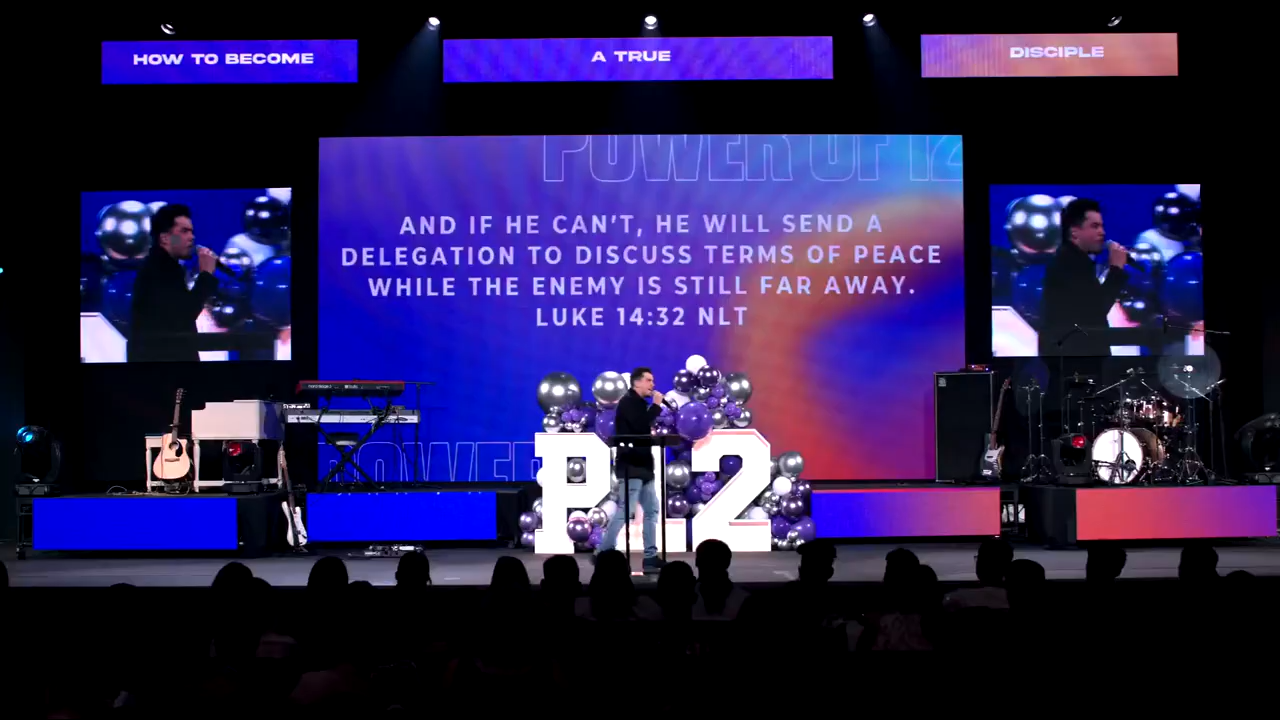 HOW TO BECOME
A TRUE
DISCIPLE
POWER OF 12
AND IF HE CAN'T, HE WILL SEND A
DELEGATION TO DISCUSS TERMS OF PEACE
WHILE THE ENEMY IS STILL FAR AWAY.
LUKE 14:32 NLT
POWER
P12